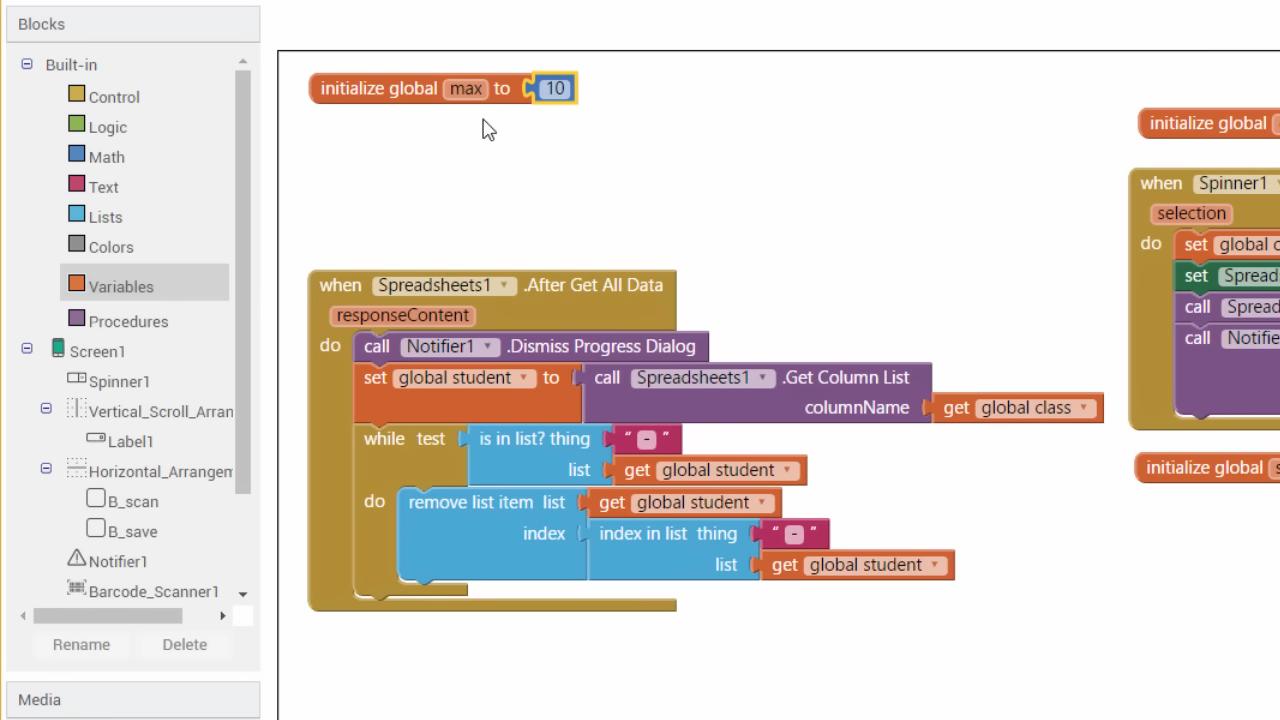 Blocks
Built-in
Control
Logic
Math
Text
Lists
Colors
Variables
Procedures
Screen1
Spinner1
Vertical_Scroll_Arran
Label1
Horizontal_Arrangem
B_scan
B_save
Notifier1
Barcode_Scanner1
Rename Delete
Media
initialize global max to 10
when Spreadsheets1 .After Get All Data
responseContent
do call Notifier1 .Dismiss Progress Dialog
set global student to call Spreadsheets1 .Get Column List
columnName get global class
while test is in list? thing " - "
list get global student
do remove list item list get global student
index index in list thing " - "
list get global student
initialize global
when Spinner1
selection
do set global c
set Spread
call Spread
call Notifie
initialize global s